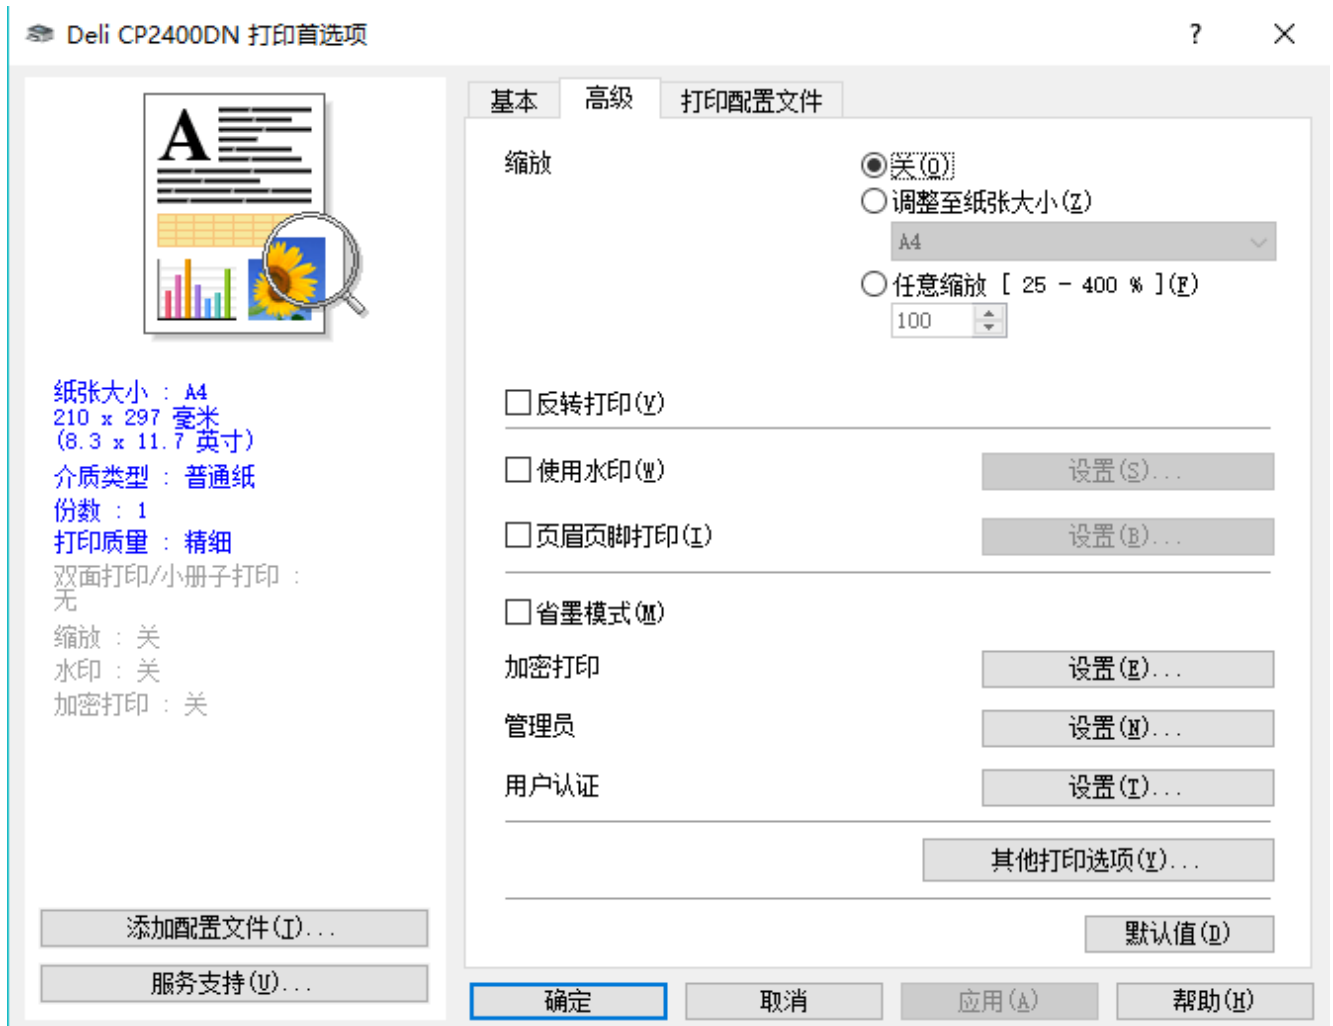 Deli CP2400DN 打印首选项
A
纸张大小 : A4
210 x 297 毫米
(8.3 x 11.7 英寸)
介质类型 : 普通纸
份数 : 1
打印质量 : 精细
双面打印/小册子打印 :
无
缩放 : 关
水印 : 关
加密打印 : 关
添加配置文件(I)...
服务支持(U)...
基本 高级 打印配置文件
缩放
关(O)
调整至纸张大小(Z)
A4
任意缩放 [ 25 - 400 % ](F)
100
反转打印(V)
使用水印(W) 设置(S)...
页眉页脚打印(I) 设置(B)...
省墨模式(M)
加密打印 设置(E)...
管理员 设置(N)...
用户认证 设置(T)...
其他打印选项(Y)...
默认值(D)
确定 取消 应用(A) 帮助(H)